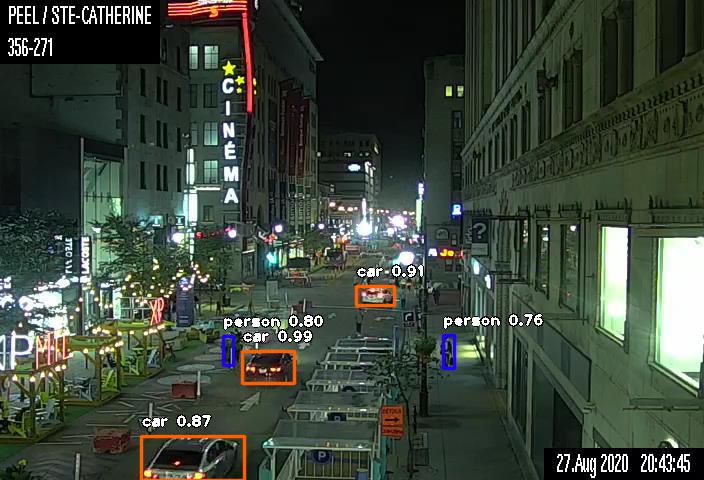 PEEL / STE-CATHERINE
356-271
CINÉMA
car 0.91
person 0.80
person 0.76
car 0.99
car 0.87
P
P
DÉTOUR
27.Aug 2020 20:43:45